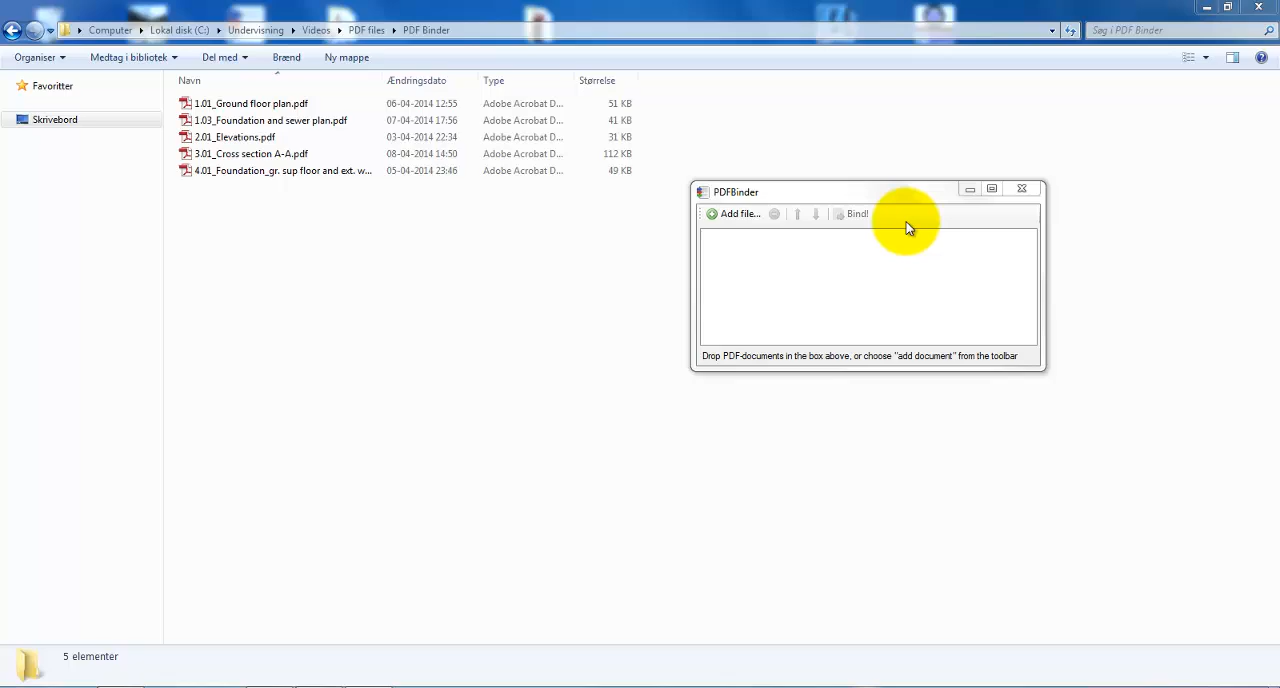 Computer Lokal disk (C:) Undervisning Videos PDF files PDF Binder
Søg i PDF Binder
Organiser Medtag i bibliotek Del med Brænd Ny mappe
Favoritter
Skrivebord
Navn Ændringsdato Type Størrelse
1.01_Ground floor plan.pdf 06-04-2014 12:55 Adobe Acrobat D... 51 KB
1.03_Foundation and sewer plan.pdf 07-04-2014 17:56 Adobe Acrobat D... 41 KB
2.01_Elevations.pdf 03-04-2014 22:34 Adobe Acrobat D... 31 KB
3.01_Cross section A-A.pdf 08-04-2014 14:50 Adobe Acrobat D... 112 KB
4.01_Foundation_gr. sup floor and ext. w... 05-04-2014 23:46 Adobe Acrobat D... 49 KB
PDFBinder
Add file... Bind!
Drop PDF-documents in the box above, or choose "add document" from the toolbar
5 elementer